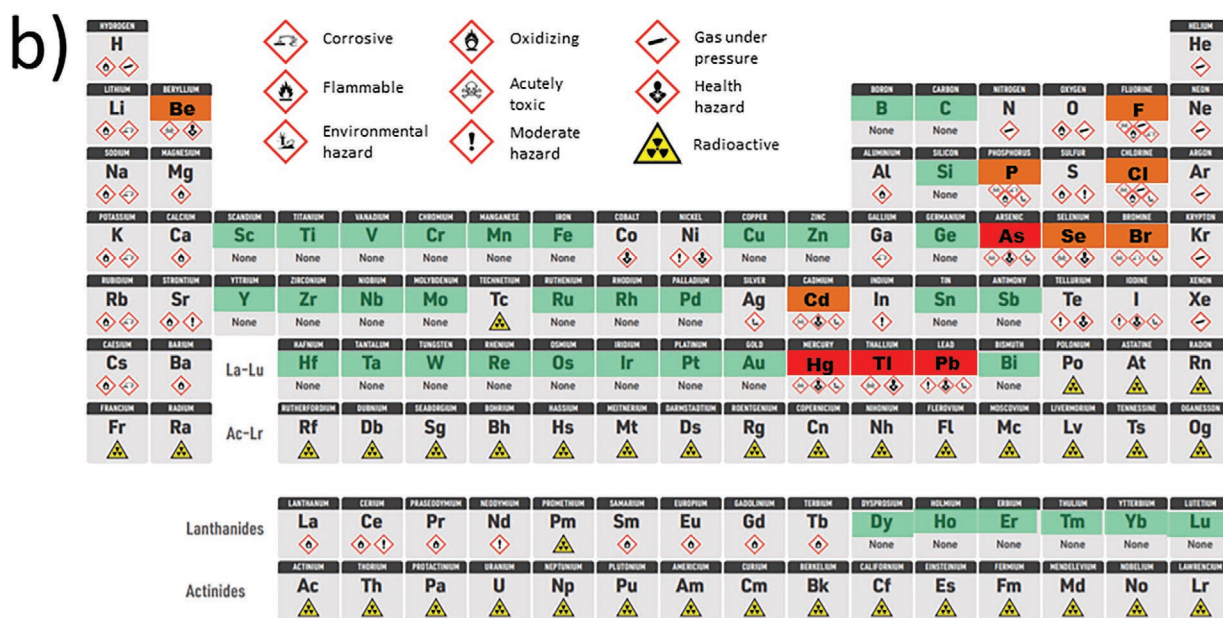 b)
Corrosive Oxidizing Gas under pressure
Flammable Acutely toxic Health hazard
Environmental hazard Moderate hazard Radioactive
HYDROGEN HELIUM
H He
LITHIUM BERYLLIUM BORON CARBON NITROGEN OXYGEN FLUORINE NEON
Li Be B C N O F Ne
None None
SODIUM MAGNESIUM ALUMINIUM SILICON PHOSPHORUS SULFUR CHLORINE ARGON
Na Mg Al Si P S Cl Ar
None
POTASSIUM CALCIUM SCANDIUM TITANIUM VANADIUM CHROMIUM MANGANESE IRON COBALT NICKEL COPPER ZINC GALLIUM GERMANIUM ARSENIC SELENIUM BROMINE KRYPTON
K Ca Sc Ti V Cr Mn Fe Co Ni Cu Zn Ga Ge As Se Br Kr
None None None None None None None None None
RUBIDIUM STRONTIUM YTTRIUM ZIRCONIUM NIOBIUM MOLYBDENUM TECHNETIUM RUTHENIUM RHODIUM PALLADIUM SILVER CADMIUM INDIUM TIN ANTIMONY TELLURIUM IODINE XENON
Rb Sr Y Zr Nb Mo Tc Ru Rh Pd Ag Cd In Sn Sb Te I Xe
None None None None None None None None None
CAESIUM BARIUM HAFNIUM TANTALUM TUNGSTEN RHENIUM OSMIUM IRIDIUM PLATINUM GOLD MERCURY THALLIUM LEAD BISMUTH POLONIUM ASTATINE RADON
Cs Ba La-Lu Hf Ta W Re Os Ir Pt Au Hg Tl Pb Bi Po At Rn
None None None None None None None None None
FRANCIUM RADIUM RUTHERFORDIUM DUBNIUM SEABORGIUM BOHRIUM HASSIUM MEITNERIUM DARMSTADTIUM ROENTGENIUM COPERNICIUM NIHONIUM FLEROVIUM MOSCOVIUM LIVERMORIUM TENNESSINE OGANESSON
Fr Ra Ac-Lr Rf Db Sg Bh Hs Mt Ds Rg Cn Nh Fl Mc Lv Ts Og
LANTHANUM CERIUM PRASEODYMIUM NEODYMIUM PROMETHIUM SAMARIUM EUROPIUM GADOLINIUM TERBIUM DYSPROSIUM HOLMIUM ERBIUM THULIUM YTTERBIUM LUTETIUM
Lanthanides La Ce Pr Nd Pm Sm Eu Gd Tb Dy Ho Er Tm Yb Lu
None None None None None None
ACTINIUM THORIUM PROTACTINIUM URANIUM NEPTUNIUM PLUTONIUM AMERICIUM CURIUM BERKELIUM CALIFORNIUM EINSTEINIUM FERMIUM MENDELEVIUM NOBELIUM LAWRENCIUM
Actinides Ac Th Pa U Np Pu Am Cm Bk Cf Es Fm Md No Lr